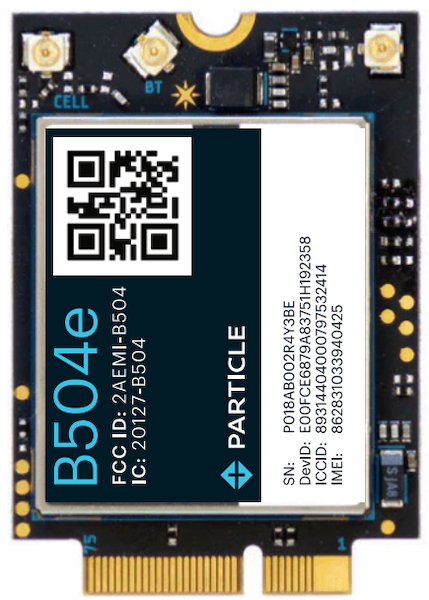 CELL
BT
B504e
FCC ID: 2AEMI-B504
IC: 20127-B504
PARTICLE
SN: P018AB002R4Y3BE
DevID: E00FCE6879A83751H192358
ICCID: 89314404000797532414
IMEI: 862831033940425
SJA8
75
1